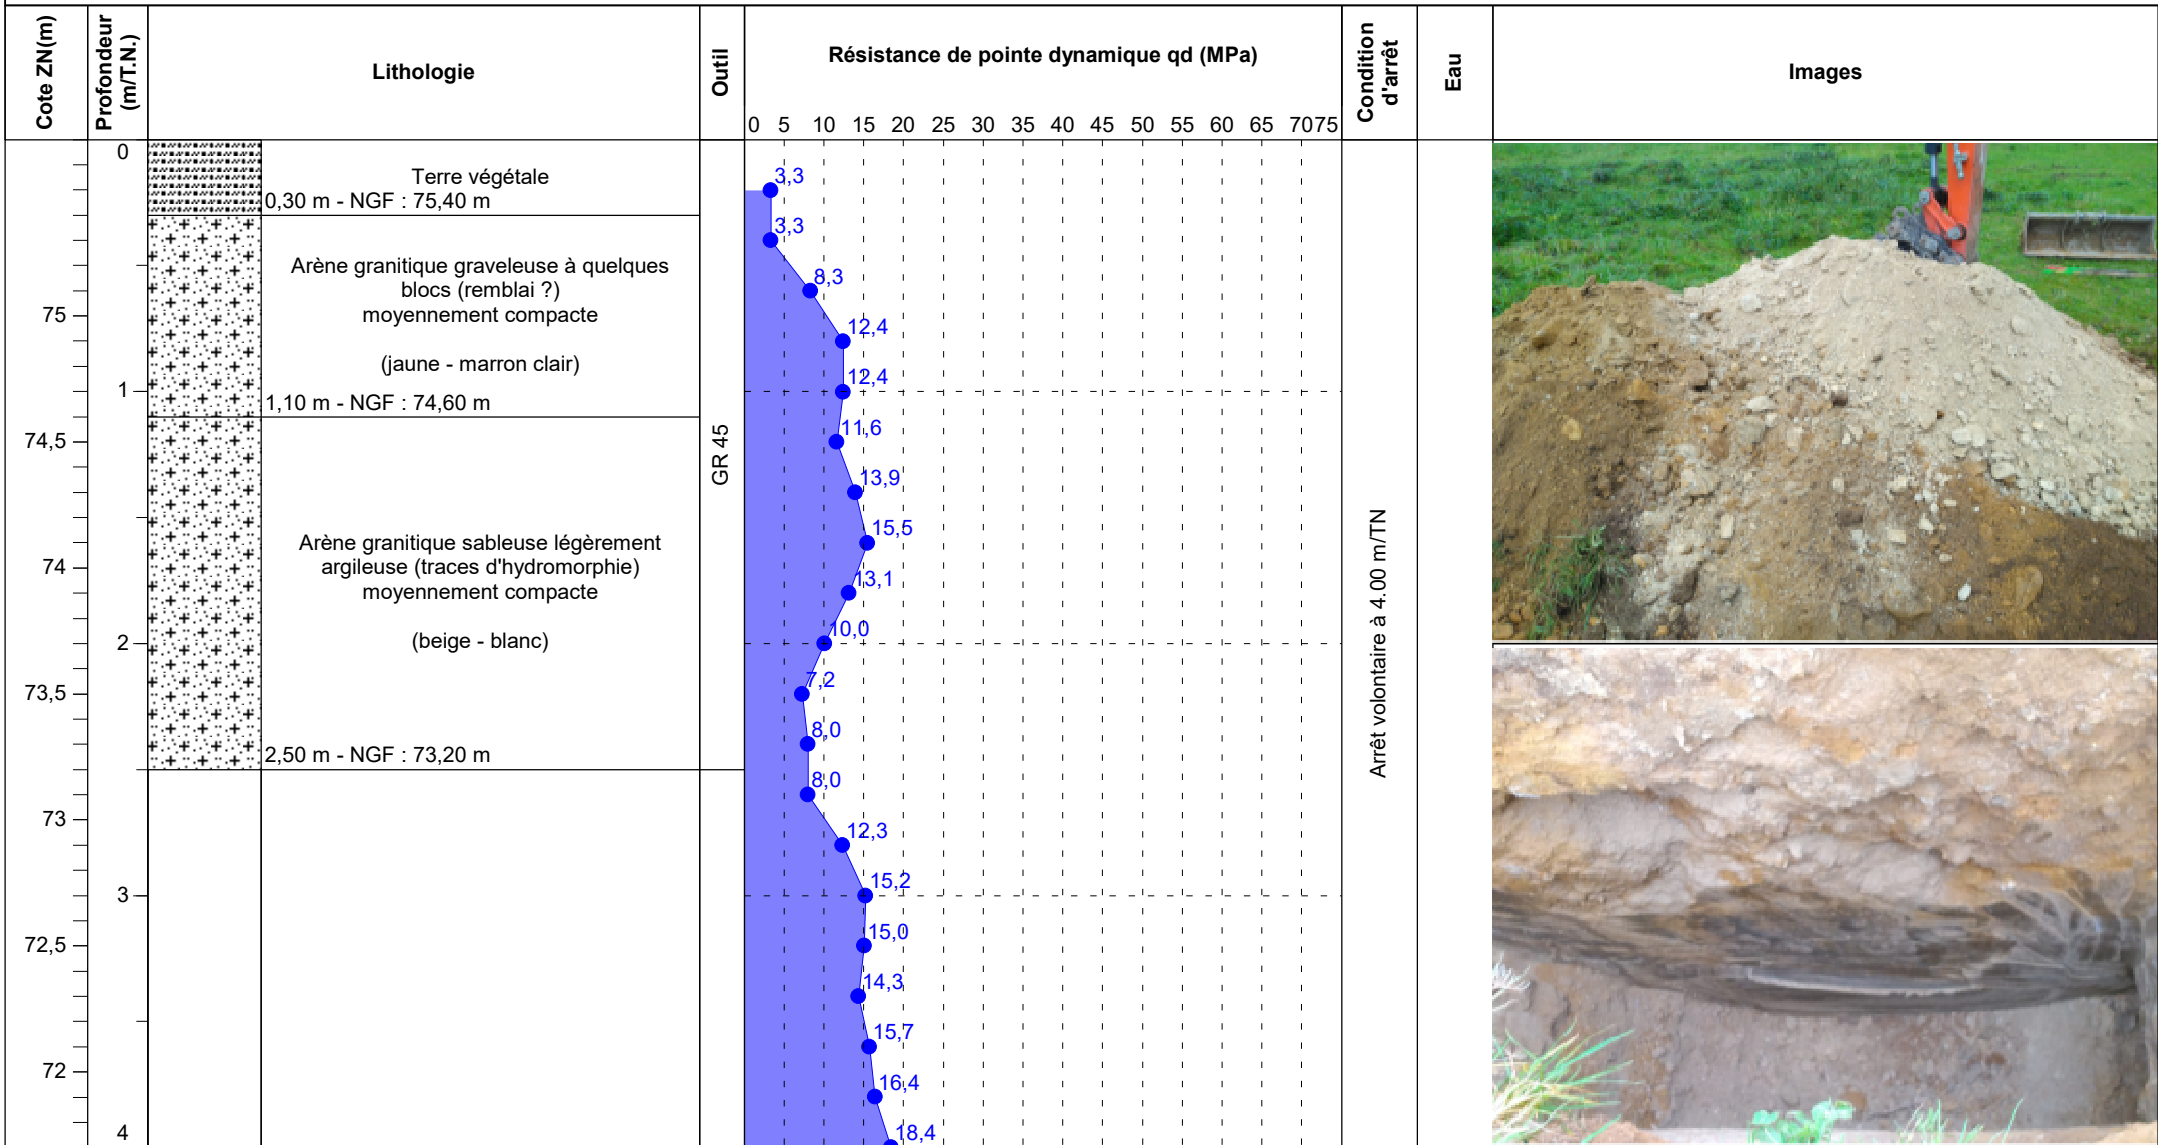 Cote ZN(m)
Profondeur
(m/T.N.)
Lithologie
Outil
Résistance de pointe dynamique qd (MPa)
0 5 10 15 20 25 30 35 40 45 50 55 60 65 70 75
Condition
d'arrêt
Eau
Images
75
74,5
74
73,5
73
72,5
72
0
1
2
3
4
Terre végétale
0,30 m - NGF : 75,40 m
Arène granitique graveleuse à quelques
blocs (remblai ?)
moyennement compacte
(jaune - marron clair)
1,10 m - NGF : 74,60 m
Arène granitique sableuse légèrement
argileuse (traces d'hydromorphie)
moyennement compacte
(beige - blanc)
2,50 m - NGF : 73,20 m
GR 45
3,3
3,3
8,3
12,4
12,4
11,6
13,9
15,5
13,1
10,0
7,2
8,0
8,0
12,3
15,2
15,0
14,3
15,7
16,4
18,4
Arrêt volontaire à 4.00 m/TN